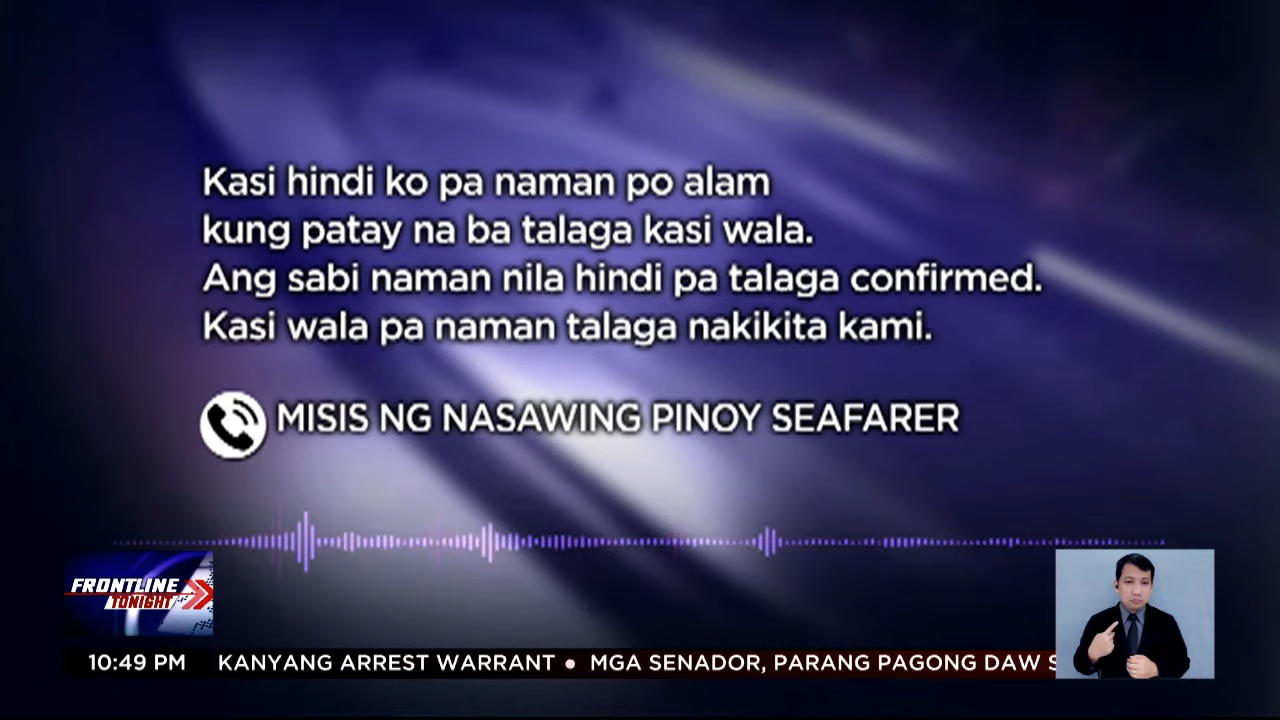 Kasi hindi ko pa naman po alam
kung patay na ba talaga kasi wala.
Ang sabi naman nila hindi pa talaga confirmed.
Kasi wala pa naman talaga nakikita kami.
MISIS NG NASAWING PINOY SEAFARER
FRONTLINE
TONIGHT
10:49 PM KANYANG ARREST WARRANT • MGA SENADOR, PARANG PAGONG DAW S